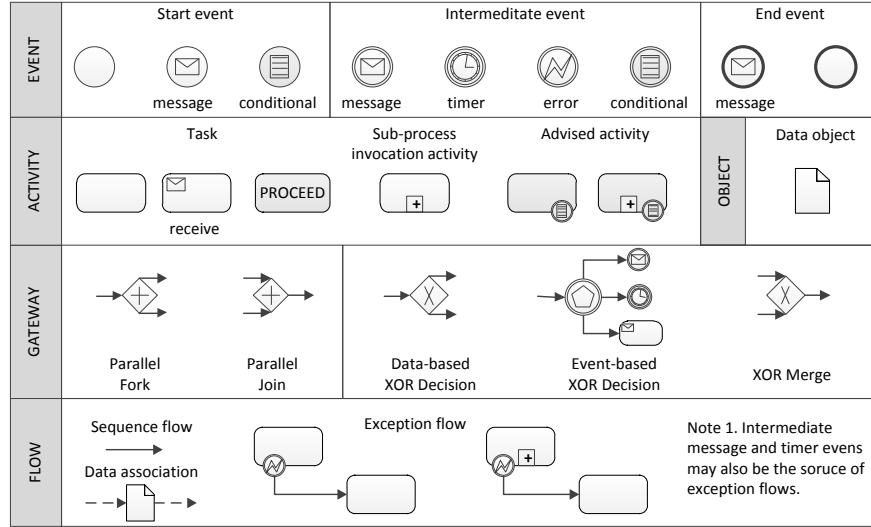 EVENT
Start event
message
conditional
Intermeditate event
message
timer
error
conditional
End event
message
ACTIVITY
Task
receive
PROCEED
Sub-process
invocation activity
+
Advised activity
+
OBJECT
Data object
GATEWAY
Parallel
Fork
Parallel
Join
X
Data-based
XOR Decision
Event-based
XOR Decision
X
XOR Merge
FLOW
Sequence flow
Data association
Exception flow
+
Note 1. Intermediate
message and timer evens
may also be the soruce of
exception flows.